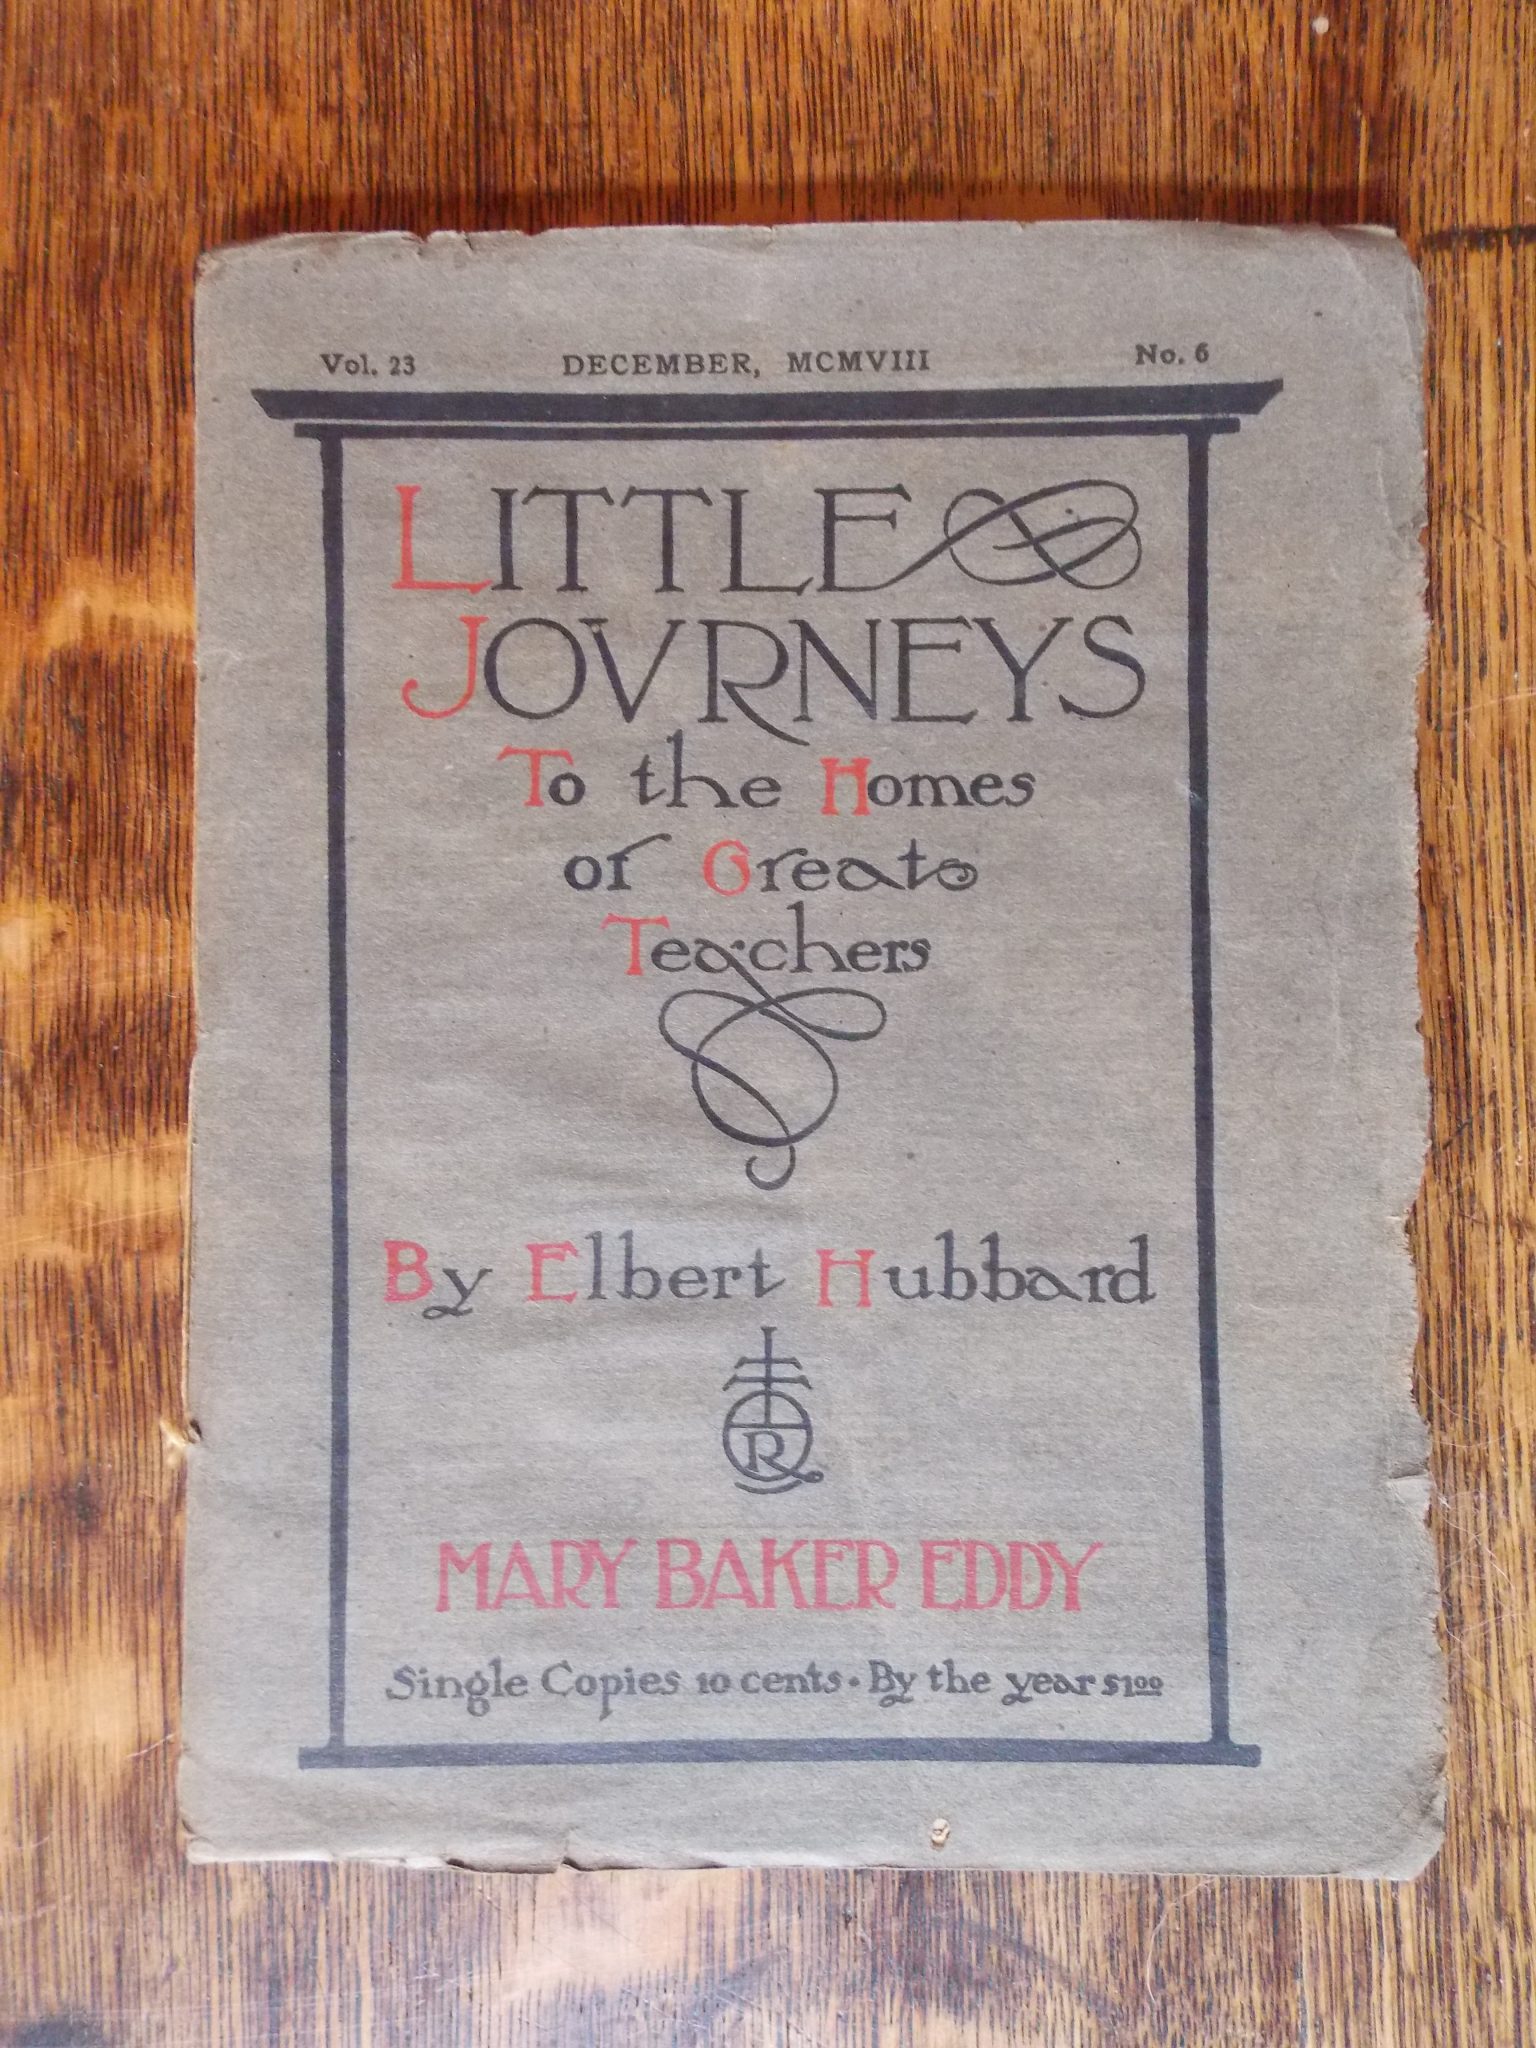 Vol. 23 DECEMBER, MCMVIII No. 6
LITTLE
JOVRNEYS
To the Homes
of Great
Teachers
By Elbert Hubbard
R
MARY BAKER EDDY
Single Copies 10 cents · By the year $1.00